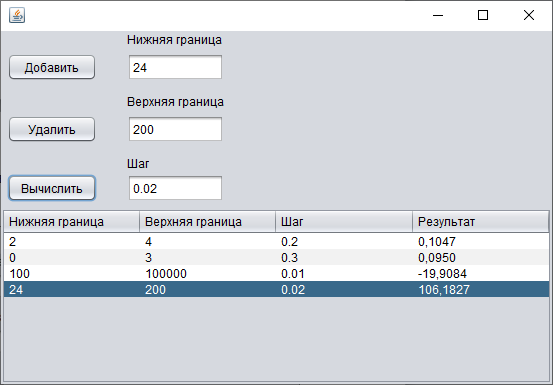 Нижняя граница
Добавить 24
Верхняя граница
Удалить 200
Шаг
Вычислить 0.02
Нижняя граница Верхняя граница Шаг Результат
2 4 0.2 0,1047
0 3 0.3 0,0950
100 100000 0.01 -19,9084
24 200 0.02 106,1827